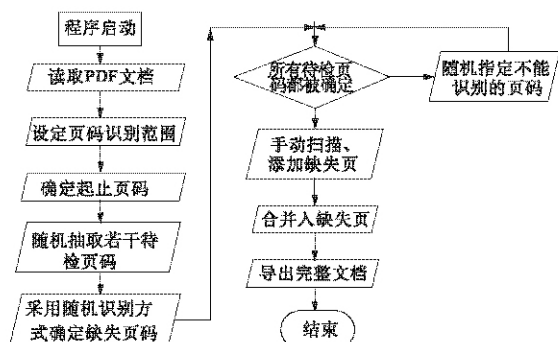 程序启动
读取PDF文档
设定页码识别范围
确定起止页码
随机抽取若干待
检页码
采用随机识别方
式确定缺失页码
所有待检页
码都被确定
随机指定不能
识别的页码
手动扫描、
添加缺失页
合并入缺失页
导出完整文档
结束